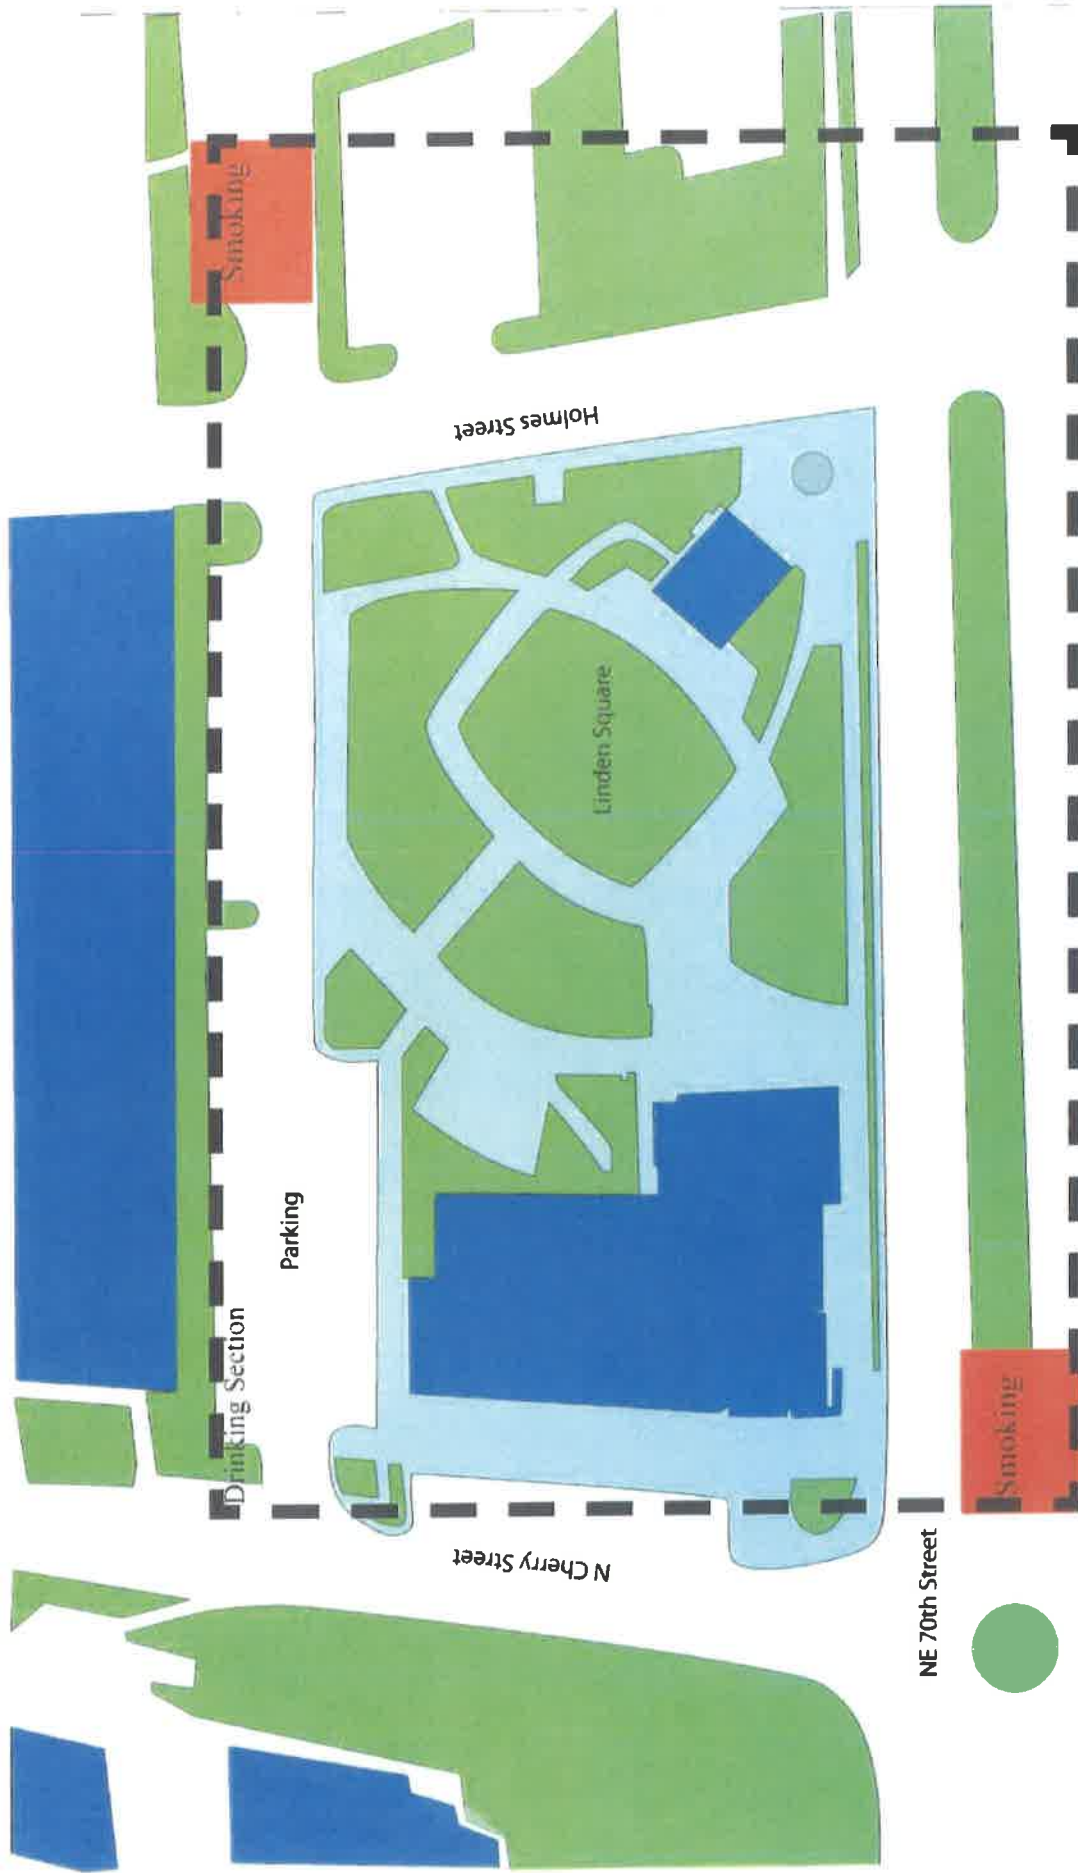 Smoking
Holmes Street
Linden Square
Parking
Drinking Section
N Cherry Street
NE 70th Street
Smoking